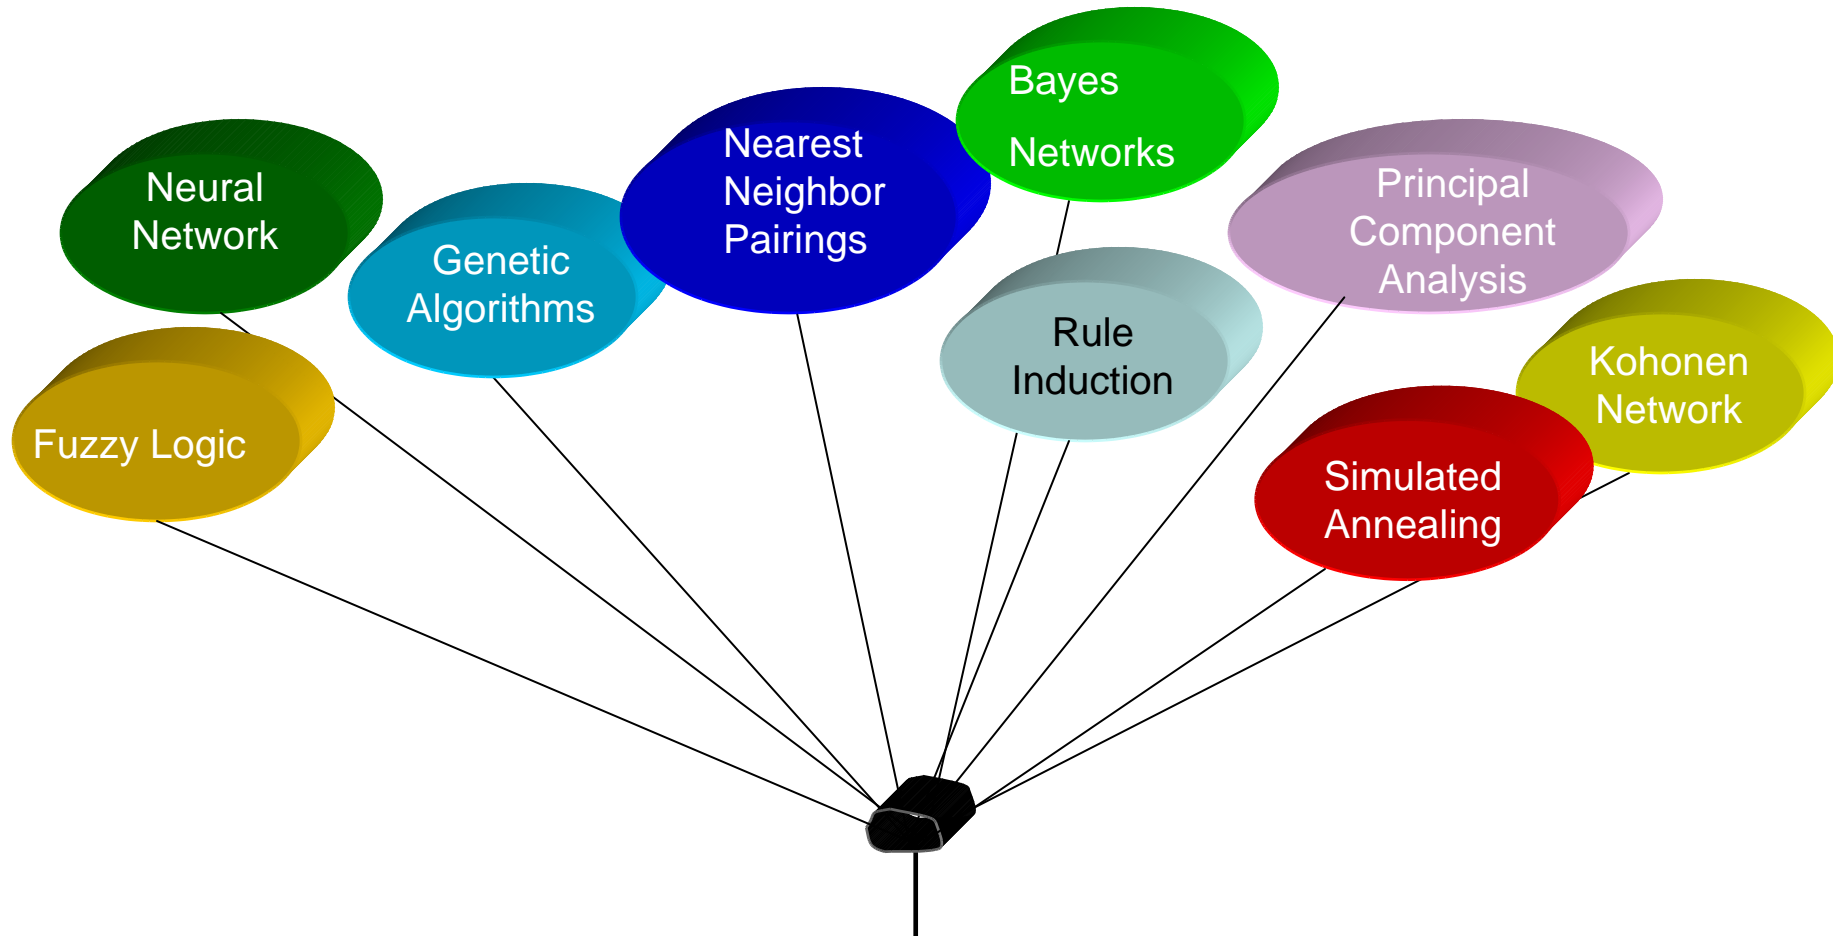 Neural
Network
Fuzzy Logic
Genetic
Algorithms
Nearest
Neighbor
Pairings
Bayes
Networks
Rule
Induction
Principal
Component
Analysis
Simulated
Annealing
Kohonen
Network